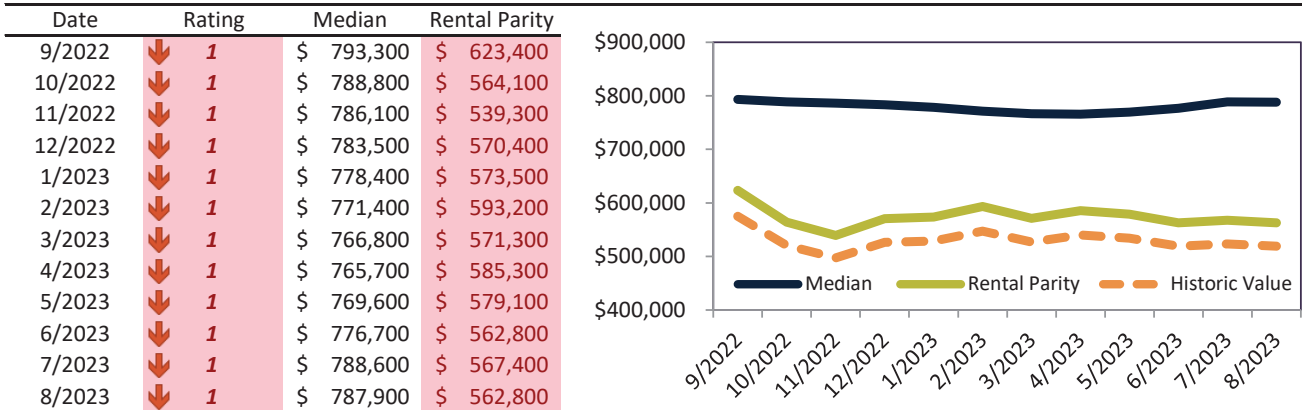 Date Rating Median Rental Parity
9/2022 1 $ 793,300 $ 623,400
10/2022 1 $ 788,800 $ 564,100
11/2022 1 $ 786,100 $ 539,300
12/2022 1 $ 783,500 $ 570,400
1/2023 1 $ 778,400 $ 573,500
2/2023 1 $ 771,400 $ 593,200
3/2023 1 $ 766,800 $ 571,300
4/2023 1 $ 765,700 $ 585,300
5/2023 1 $ 769,600 $ 579,100
6/2023 1 $ 776,700 $ 562,800
7/2023 1 $ 788,600 $ 567,400
8/2023 1 $ 787,900 $ 562,800
$900,000
$800,000
$700,000
$600,000
$500,000
$400,000
Median Rental Parity Historic Value
9/2022 10/2022 11/2022 12/2022 1/2023 2/2023 3/2023 4/2023 5/2023 6/2023 7/2023 8/2023